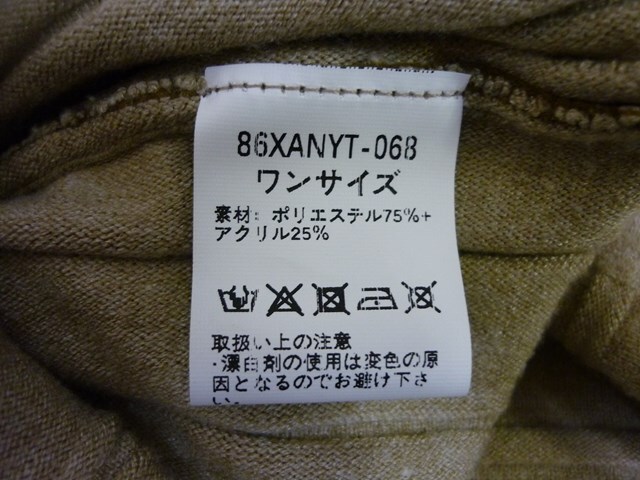 86XANYT-068
ワンサイズ
素材: ポリエステル75%+
アクリル25%
取扱い上の注意
・漂白剤の使用は変色の原
因となるのでお避け下さ
い.